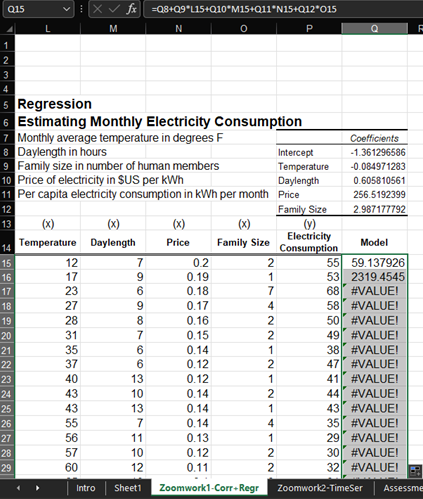 Q15 fx =Q8+Q9*L15+Q10*M15+Q11*N15+Q12*O15
L M N O P Q R
1
2
3
4
5 Regression
6 Estimating Monthly Electricity Consumption
7 Monthly average temperature in degrees F Coefficients
8 Daylength in hours Intercept -1.361296586
9 Family size in number of human members Temperature -0.084971283
10 Price of electricity in $US per kWh Daylength 0.605810561
11 Per capita electricity consumption in kWh per month Price 256.5192399
12 Family Size 2.987177792
13 (x) (x) (x) (x) (y)
14 Temperature Daylength Price Family Size Electricity Consumption Model
15 12 7 0.2 2 55 59.137926
16 17 9 0.19 1 53 2319.4545
17 23 6 0.18 7 68 #VALUE!
18 27 9 0.17 4 58 #VALUE!
19 28 8 0.16 2 50 #VALUE!
20 31 7 0.15 2 49 #VALUE!
21 35 6 0.14 1 38 #VALUE!
22 37 6 0.12 2 47 #VALUE!
23 40 13 0.12 1 41 #VALUE!
24 43 10 0.14 2 44 #VALUE!
25 43 13 0.14 1 43 #VALUE!
26 55 7 0.14 4 35 #VALUE!
27 56 11 0.13 1 29 #VALUE!
28 57 10 0.12 2 30 #VALUE!
29 60 12 0.11 2 32 #VALUE!
Intro Sheet1 Zoomwork1-Corr+Regr Zoomwork2-TimeSer Assessme